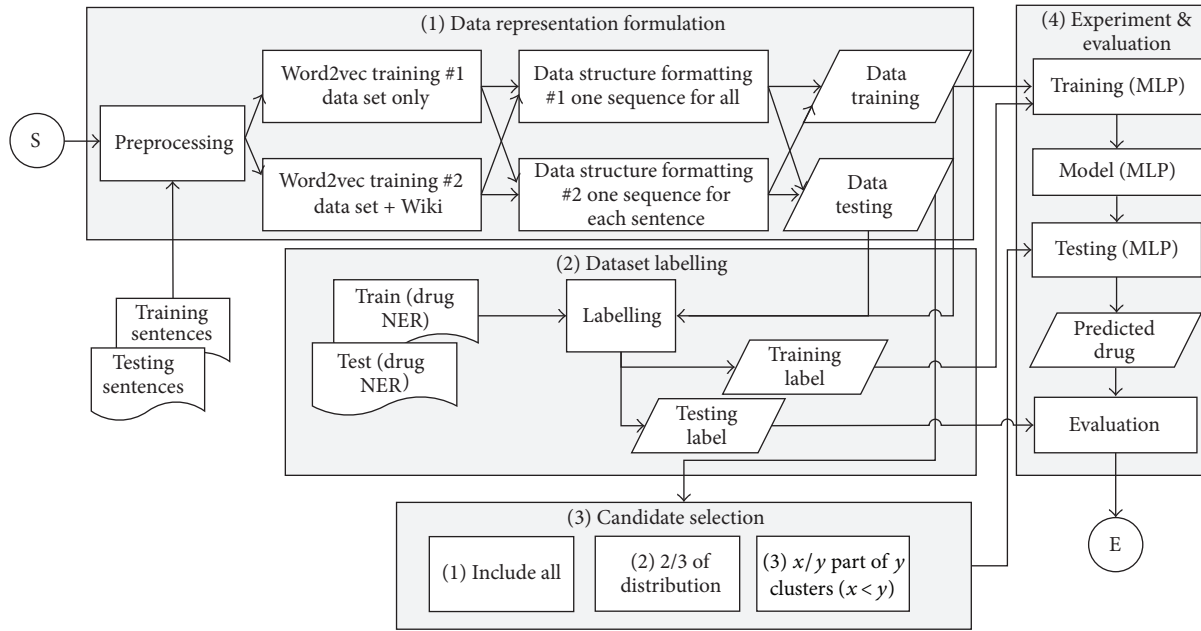 (1) Data representation formulation
S
Preprocessing
Word2vec training #1
data set only
Word2vec training #2
data set + Wiki
Data structure formatting
#1 one sequence for all
Data structure formatting
#2 one sequence for
each sentence
Data
training
Data
testing
Training
sentences
Testing
sentences
(2) Dataset labelling
Train (drug
NER)
Test (drug
NER)
Labelling
Training
label
Testing
label
(3) Candidate selection
(1) Include all
(2) 2/3 of
distribution
(3) x/y part of y
clusters (x < y)
(4) Experiment &
evaluation
Training (MLP)
Model (MLP)
Testing (MLP)
Predicted
drug
Evaluation
E